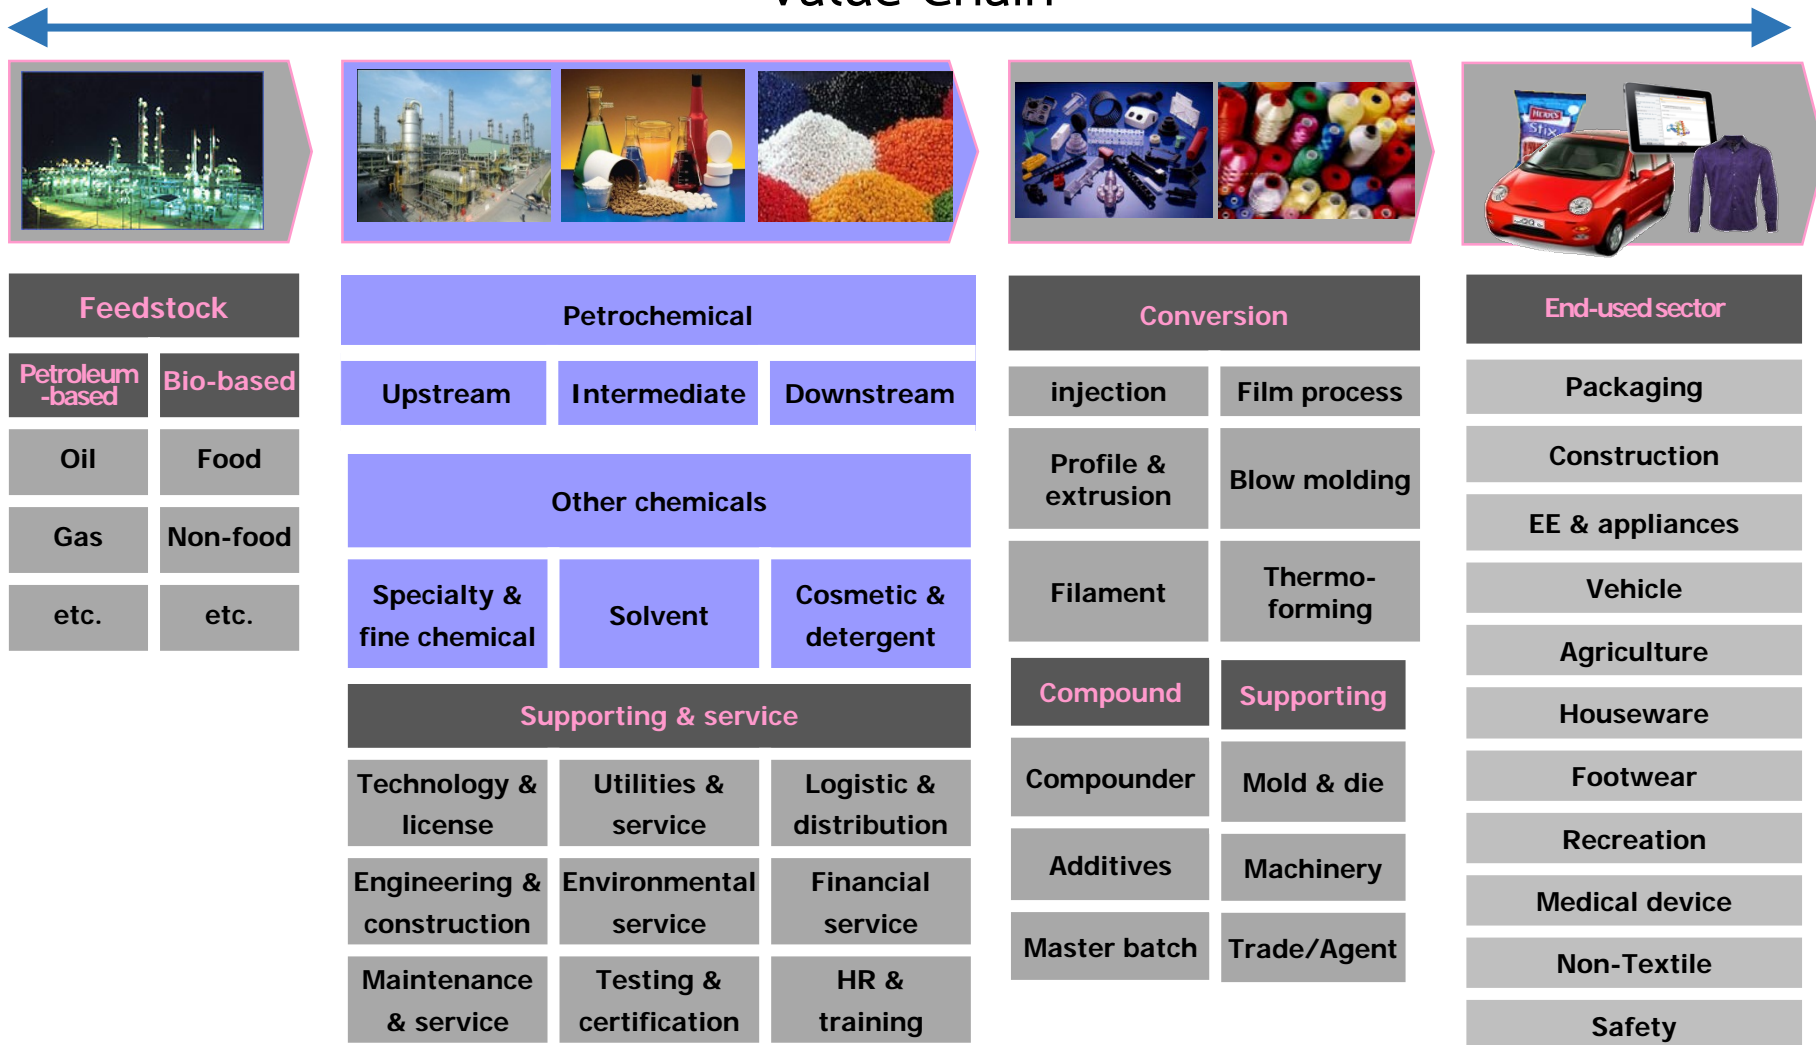 Value Chain
HERR'S
Stix
Feedstock
Petroleum
-based
Bio-based
Oil
Food
Gas
Non-food
etc.
etc.
Petrochemical
Upstream
Intermediate
Downstream
Other chemicals
Specialty &
fine chemical
Solvent
Cosmetic &
detergent
Supporting & service
Technology &
license
Utilities &
service
Logistic &
distribution
Engineering &
construction
Environmental
service
Financial
service
Maintenance
& service
Testing &
certification
HR &
training
Conversion
injection
Film process
Profile &
extrusion
Blow molding
Filament
Thermo-
forming
Compound
Supporting
Compounder
Mold & die
Additives
Machinery
Master batch
Trade/Agent
End-used sector
Packaging
Construction
EE & appliances
Vehicle
Agriculture
Houseware
Footwear
Recreation
Medical device
Non-Textile
Safety